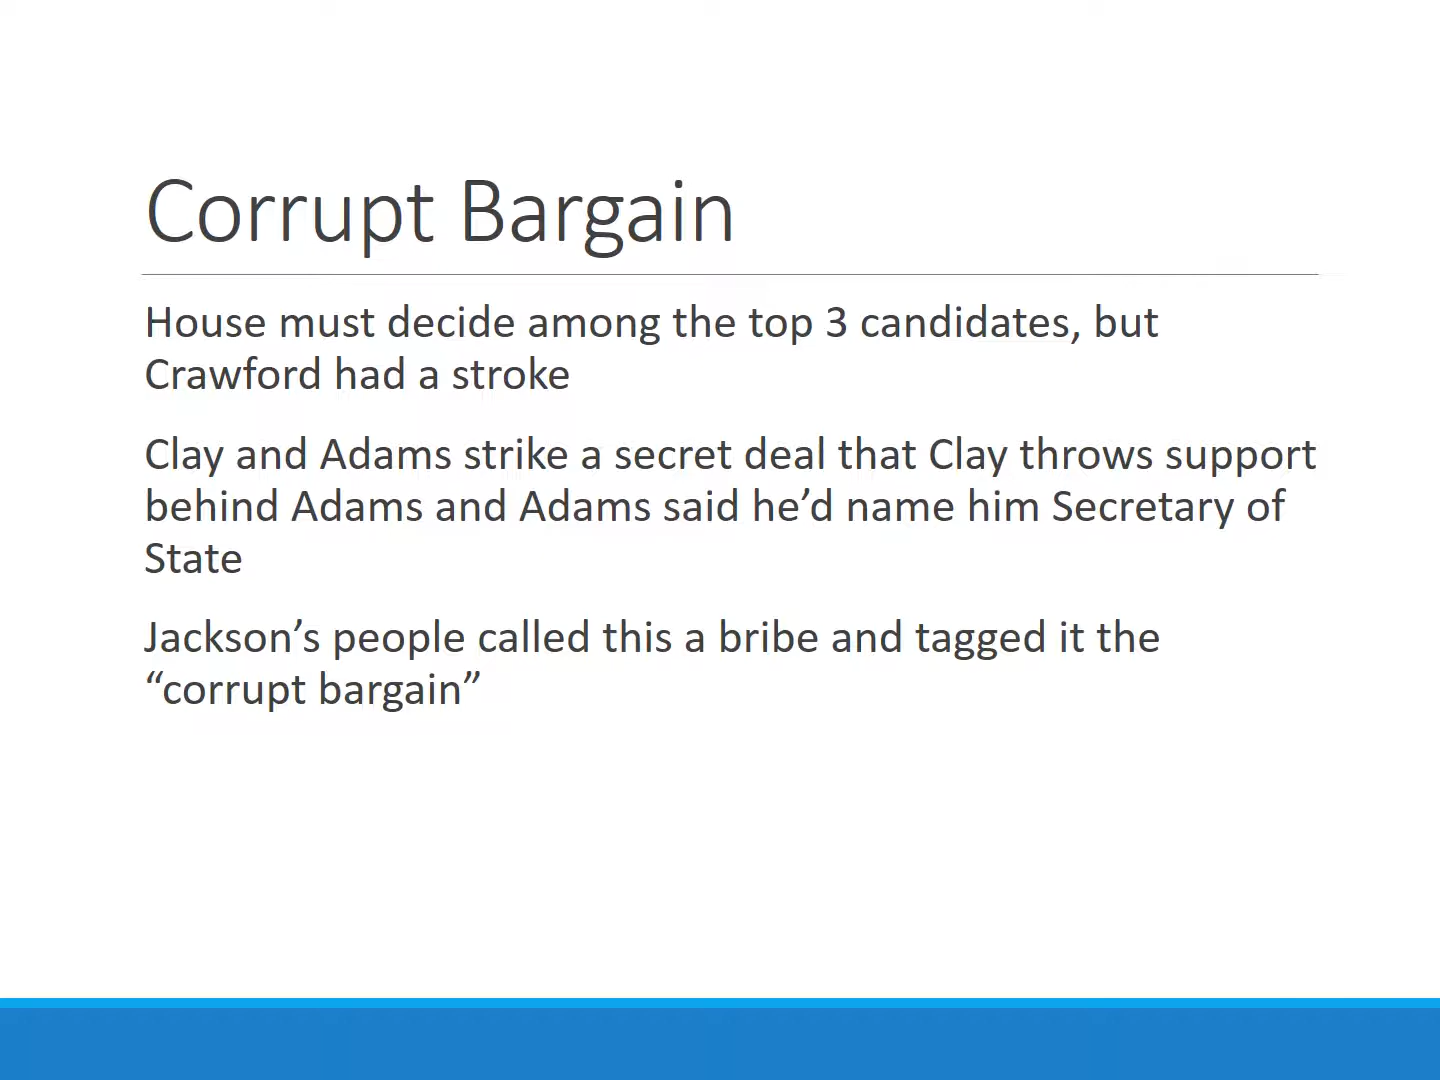 Corrupt Bargain
House must decide among the top 3 candidates, but
Crawford had a stroke
Clay and Adams strike a secret deal that Clay throws support
behind Adams and Adams said he’d name him Secretary of
State
Jackson’s people called this a bribe and tagged it the
“corrupt bargain”